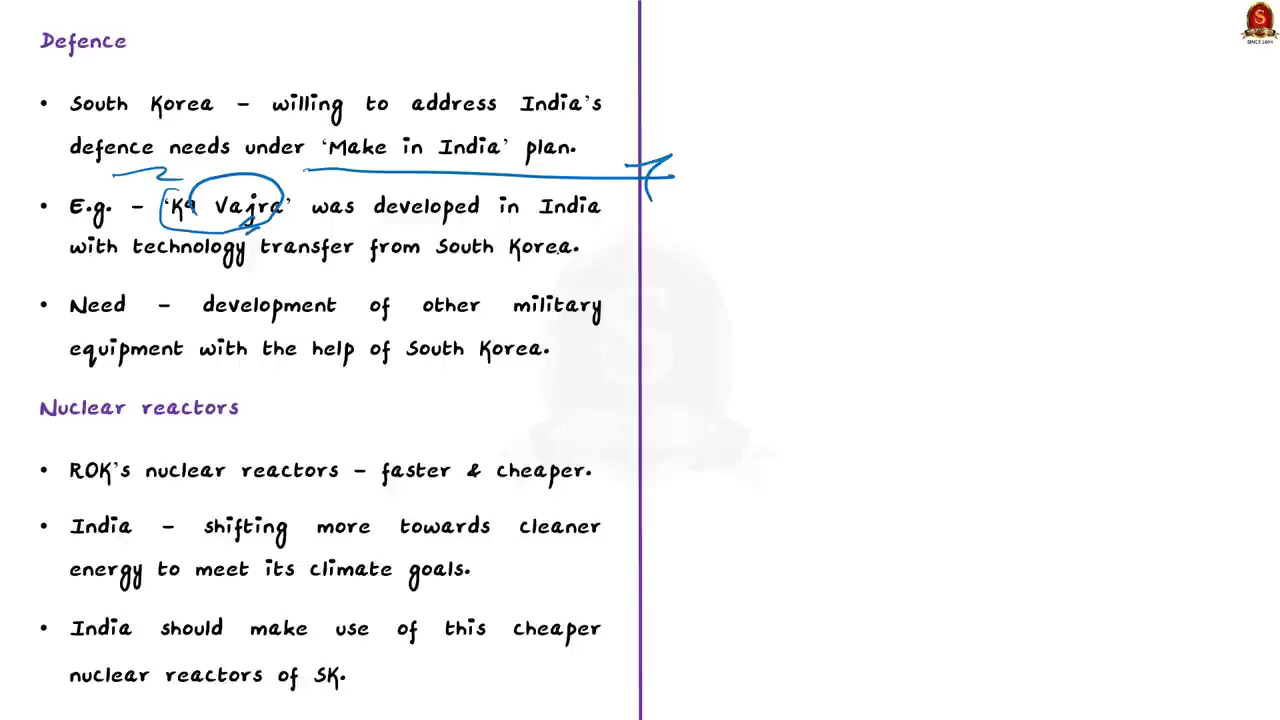 Defence
• South Korea – willing to address India's
defence needs under 'Make in India' plan.
• E.g. – 'K9 Vajra' was developed in India
with technology transfer from South Korea.
• Need – development of other military
equipment with the help of South Korea.
Nuclear reactors
• ROK's nuclear reactors – faster & cheaper.
• India – shifting more towards cleaner
energy to meet its climate goals.
• India should make use of this cheaper
nuclear reactors of SK.
S
SINCE 2004